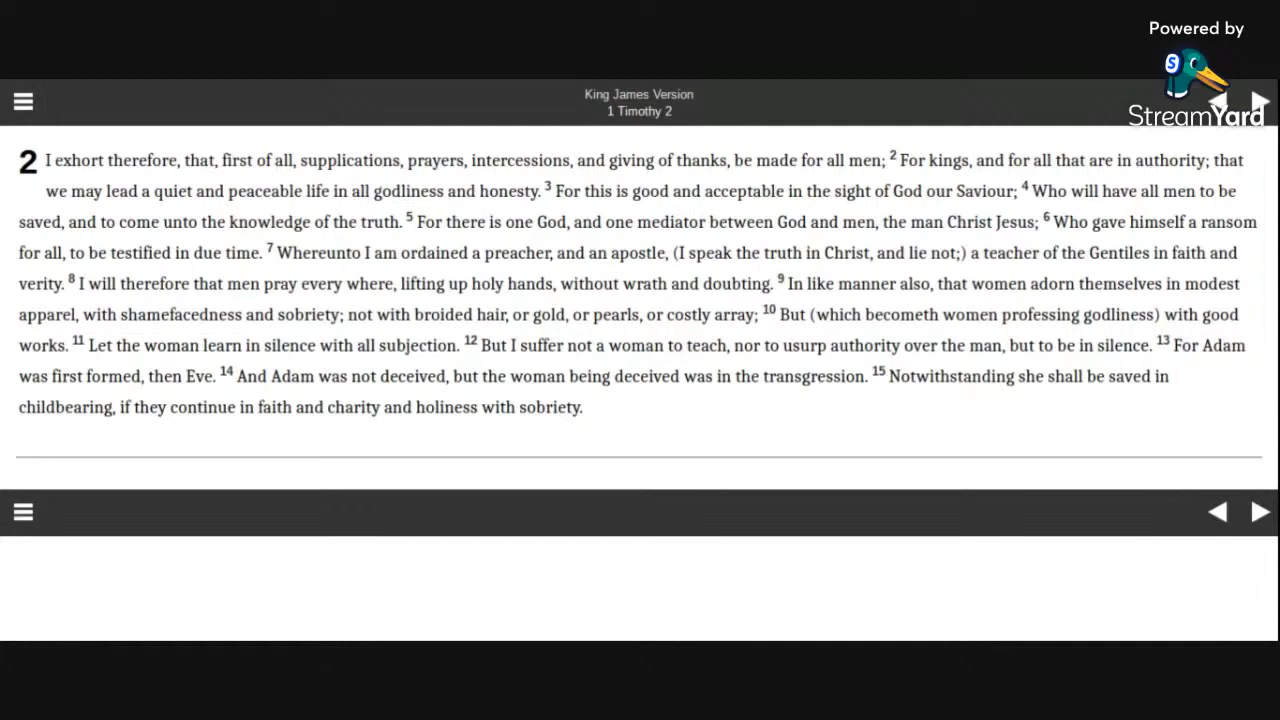 Powered by
S
King James Version
1 Timothy 2
StreamYard
2 I exhort therefore, that, first of all, supplications, prayers, intercessions, and giving of thanks, be made for all men; 2 For kings, and for all that are in authority; that
we may lead a quiet and peaceable life in all godliness and honesty. 3 For this is good and acceptable in the sight of God our Saviour; 4 Who will have all men to be
saved, and to come unto the knowledge of the truth. 5 For there is one God, and one mediator between God and men, the man Christ Jesus; 6 Who gave himself a ransom
for all, to be testified in due time. 7 Whereunto I am ordained a preacher, and an apostle, (I speak the truth in Christ, and lie not;) a teacher of the Gentiles in faith and
verity. 8 I will therefore that men pray every where, lifting up holy hands, without wrath and doubting. 9 In like manner also, that women adorn themselves in modest
apparel, with shamefacedness and sobriety; not with broided hair, or gold, or pearls, or costly array; 10 But (which becometh women professing godliness) with good
works. 11 Let the woman learn in silence with all subjection. 12 But I suffer not a woman to teach, nor to usurp authority over the man, but to be in silence. 13 For Adam
was first formed, then Eve. 14 And Adam was not deceived, but the woman being deceived was in the transgression. 15 Notwithstanding she shall be saved in
childbearing, if they continue in faith and charity and holiness with sobriety.